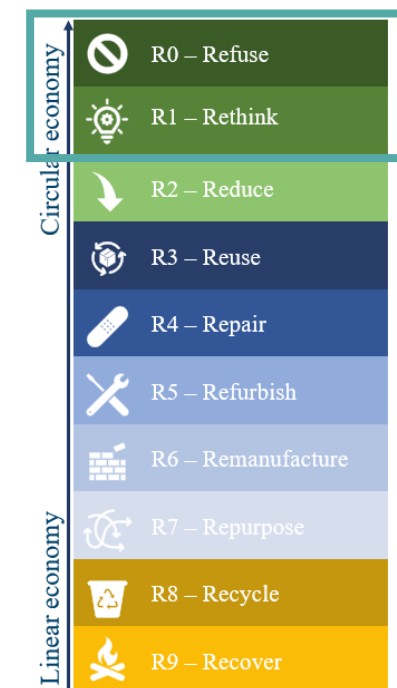 Circular economy
Linear economy
R0 – Refuse
R1 – Rethink
R2 – Reduce
R3 – Reuse
R4 – Repair
R5 – Refurbish
R6 – Remanufacture
R7 – Repurpose
R8 – Recycle
R9 – Recover